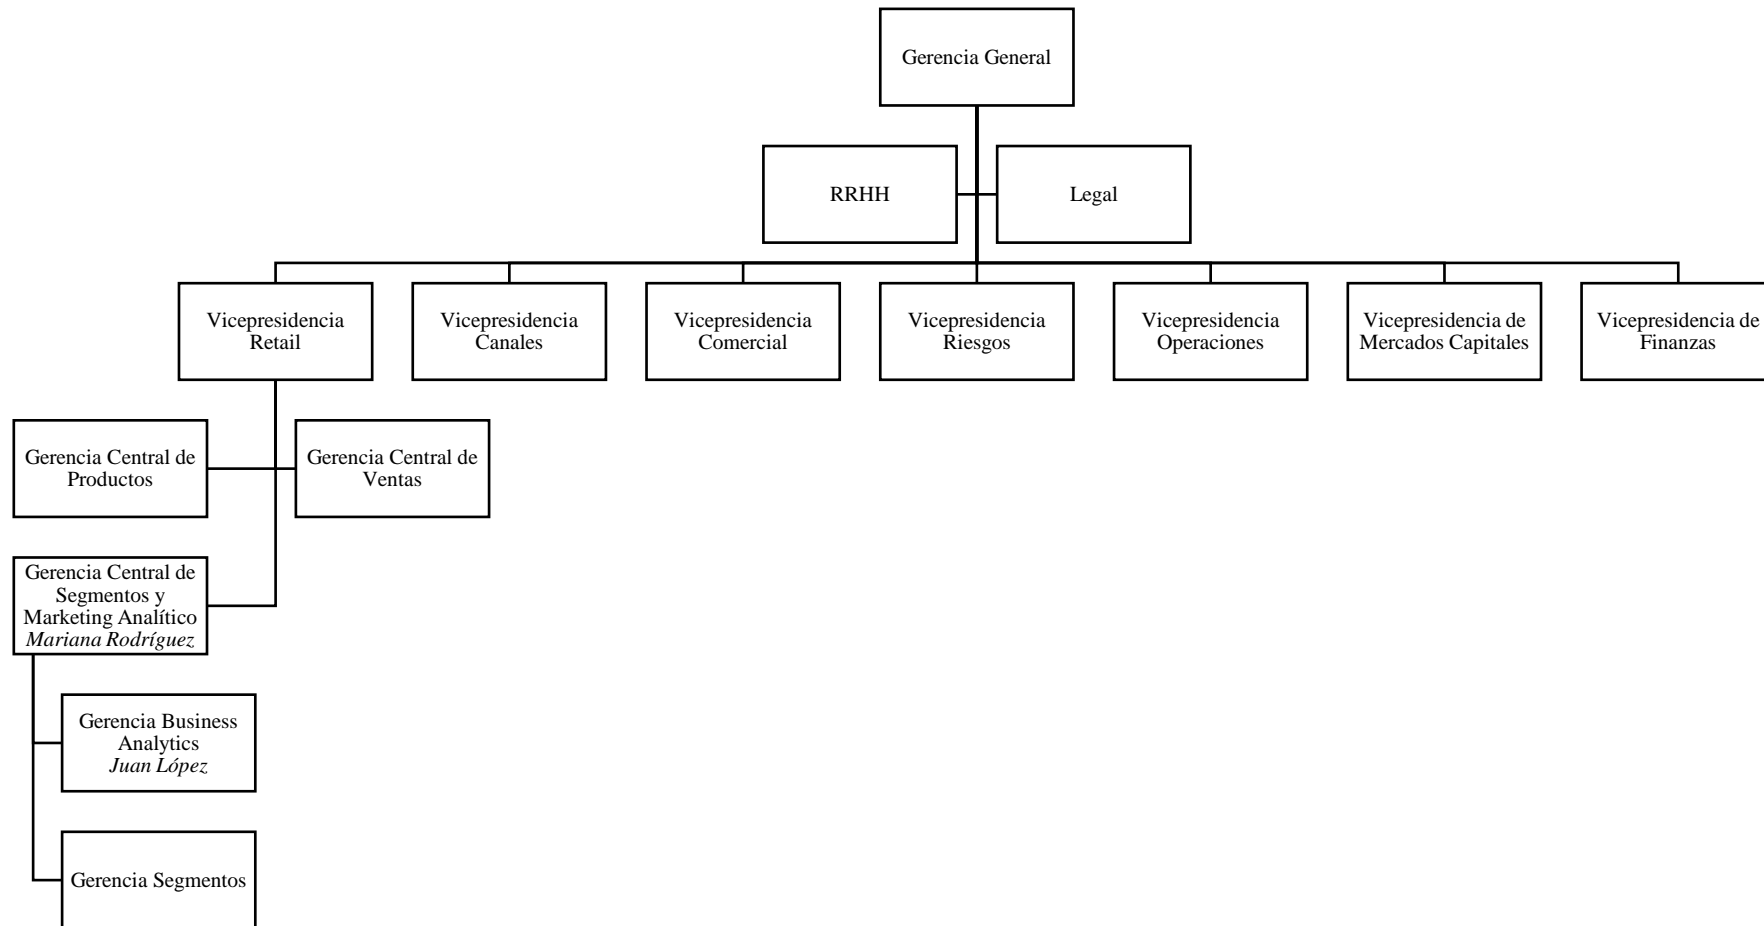 Gerencia General
RRHH
Legal
Vicepresidencia
Retail
Vicepresidencia
Canales
Vicepresidencia
Comercial
Vicepresidencia
Riesgos
Vicepresidencia
Operaciones
Vicepresidencia de
Mercados Capitales
Vicepresidencia de
Finanzas
Gerencia Central de
Productos
Gerencia Central de
Ventas
Gerencia Central de
Segmentos y
Marketing Analítico
Mariana Rodríguez
Gerencia Business
Analytics
Juan López
Gerencia Segmentos